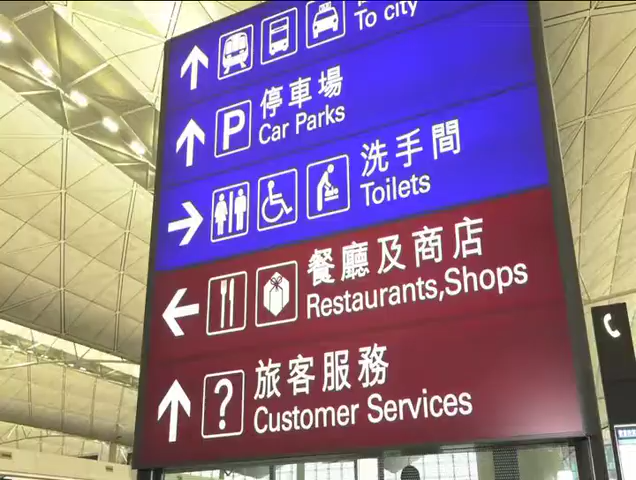 To city
停車場
P
Car Parks
洗手間
Toilets
餐廳及商店
Restaurants,Shops
旅客服務
?
Customer Services